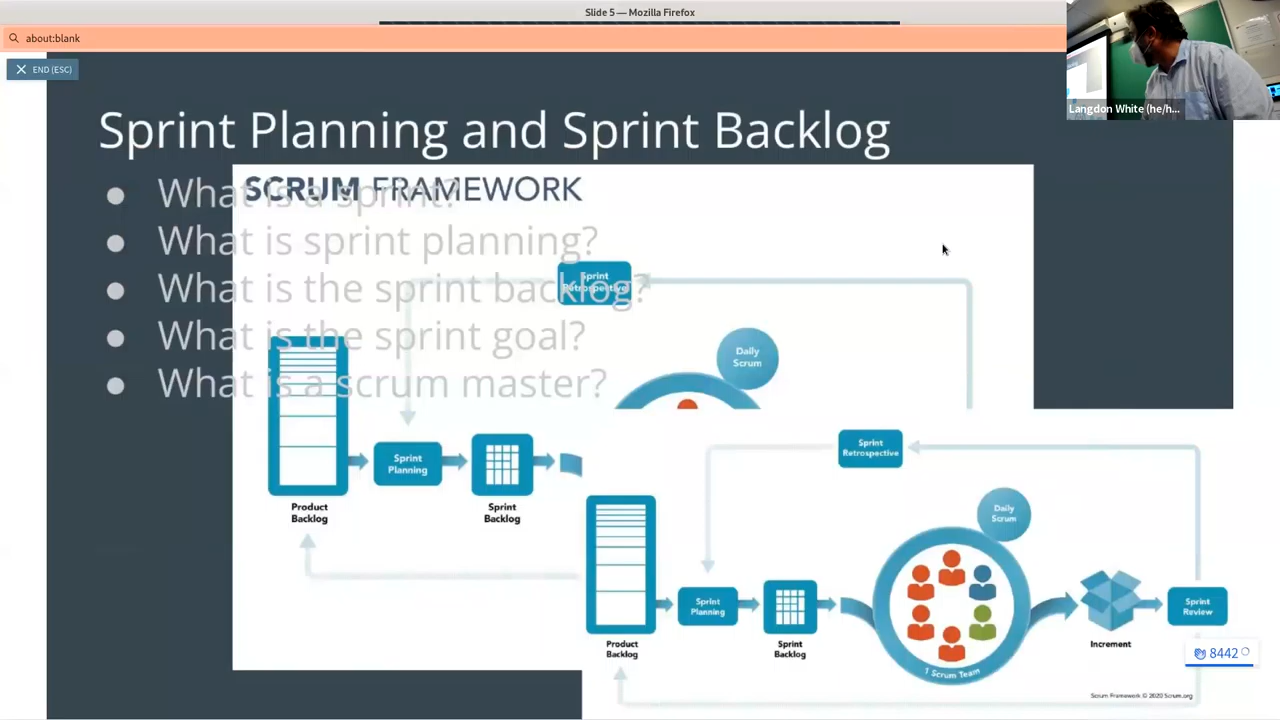 Slide 5 — Mozilla Firefox
about:blank
END (ESC)
Langdon White (he/h...
Sprint Planning and Sprint Backlog
SCRUM FRAMEWORK
What is a sprint?
What is sprint planning?
What is the sprint backlog?
What is the sprint goal?
What is a scrum master?
Sprint
Retrospective
Daily
Scrum
Sprint
Planning
Product
Backlog
Sprint
Backlog
Sprint
Retrospective
Daily
Scrum
Sprint
Planning
Sprint
Review
Product
Backlog
Sprint
Backlog
Increment
1 Scrum Team
8442
Scrum Framework © 2020 Scrum.org